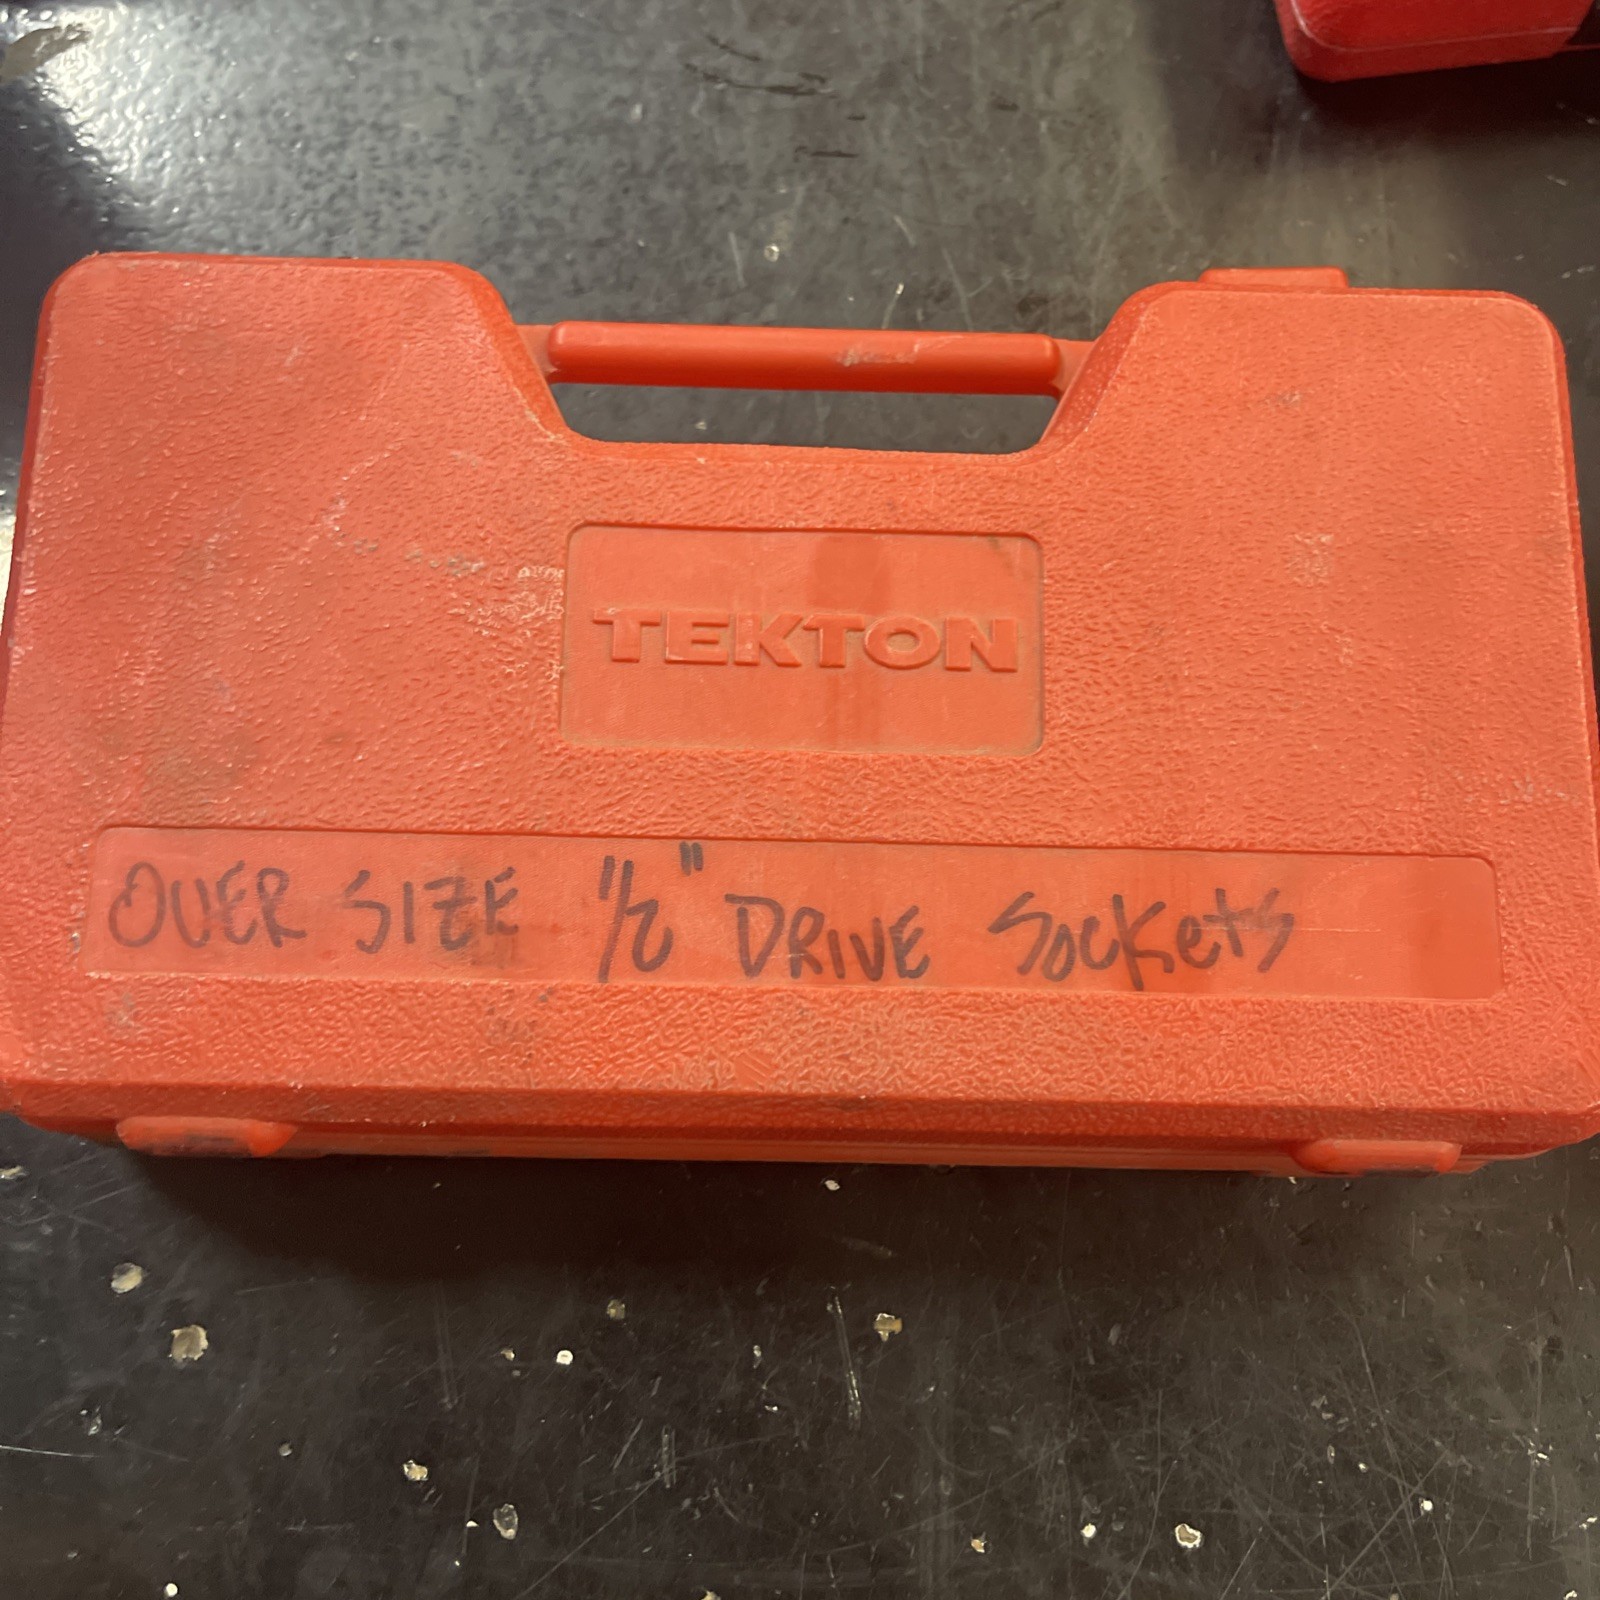 TEKTON
OVER SIZE 1/2" DRIVE SocKets